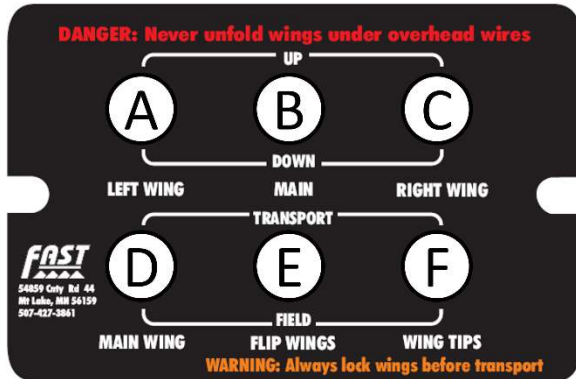 DANGER: Never unfold wings under overhead wires
UP
A B C
DOWN
LEFT WING MAIN RIGHT WING
TRANSPORT
D E F
FAST
54859 Cnty Rd 44
Mt Lake, MN 56159
507-427-3861
FIELD
MAIN WING FLIP WINGS WING TIPS
WARNING: Always lock wings before transport